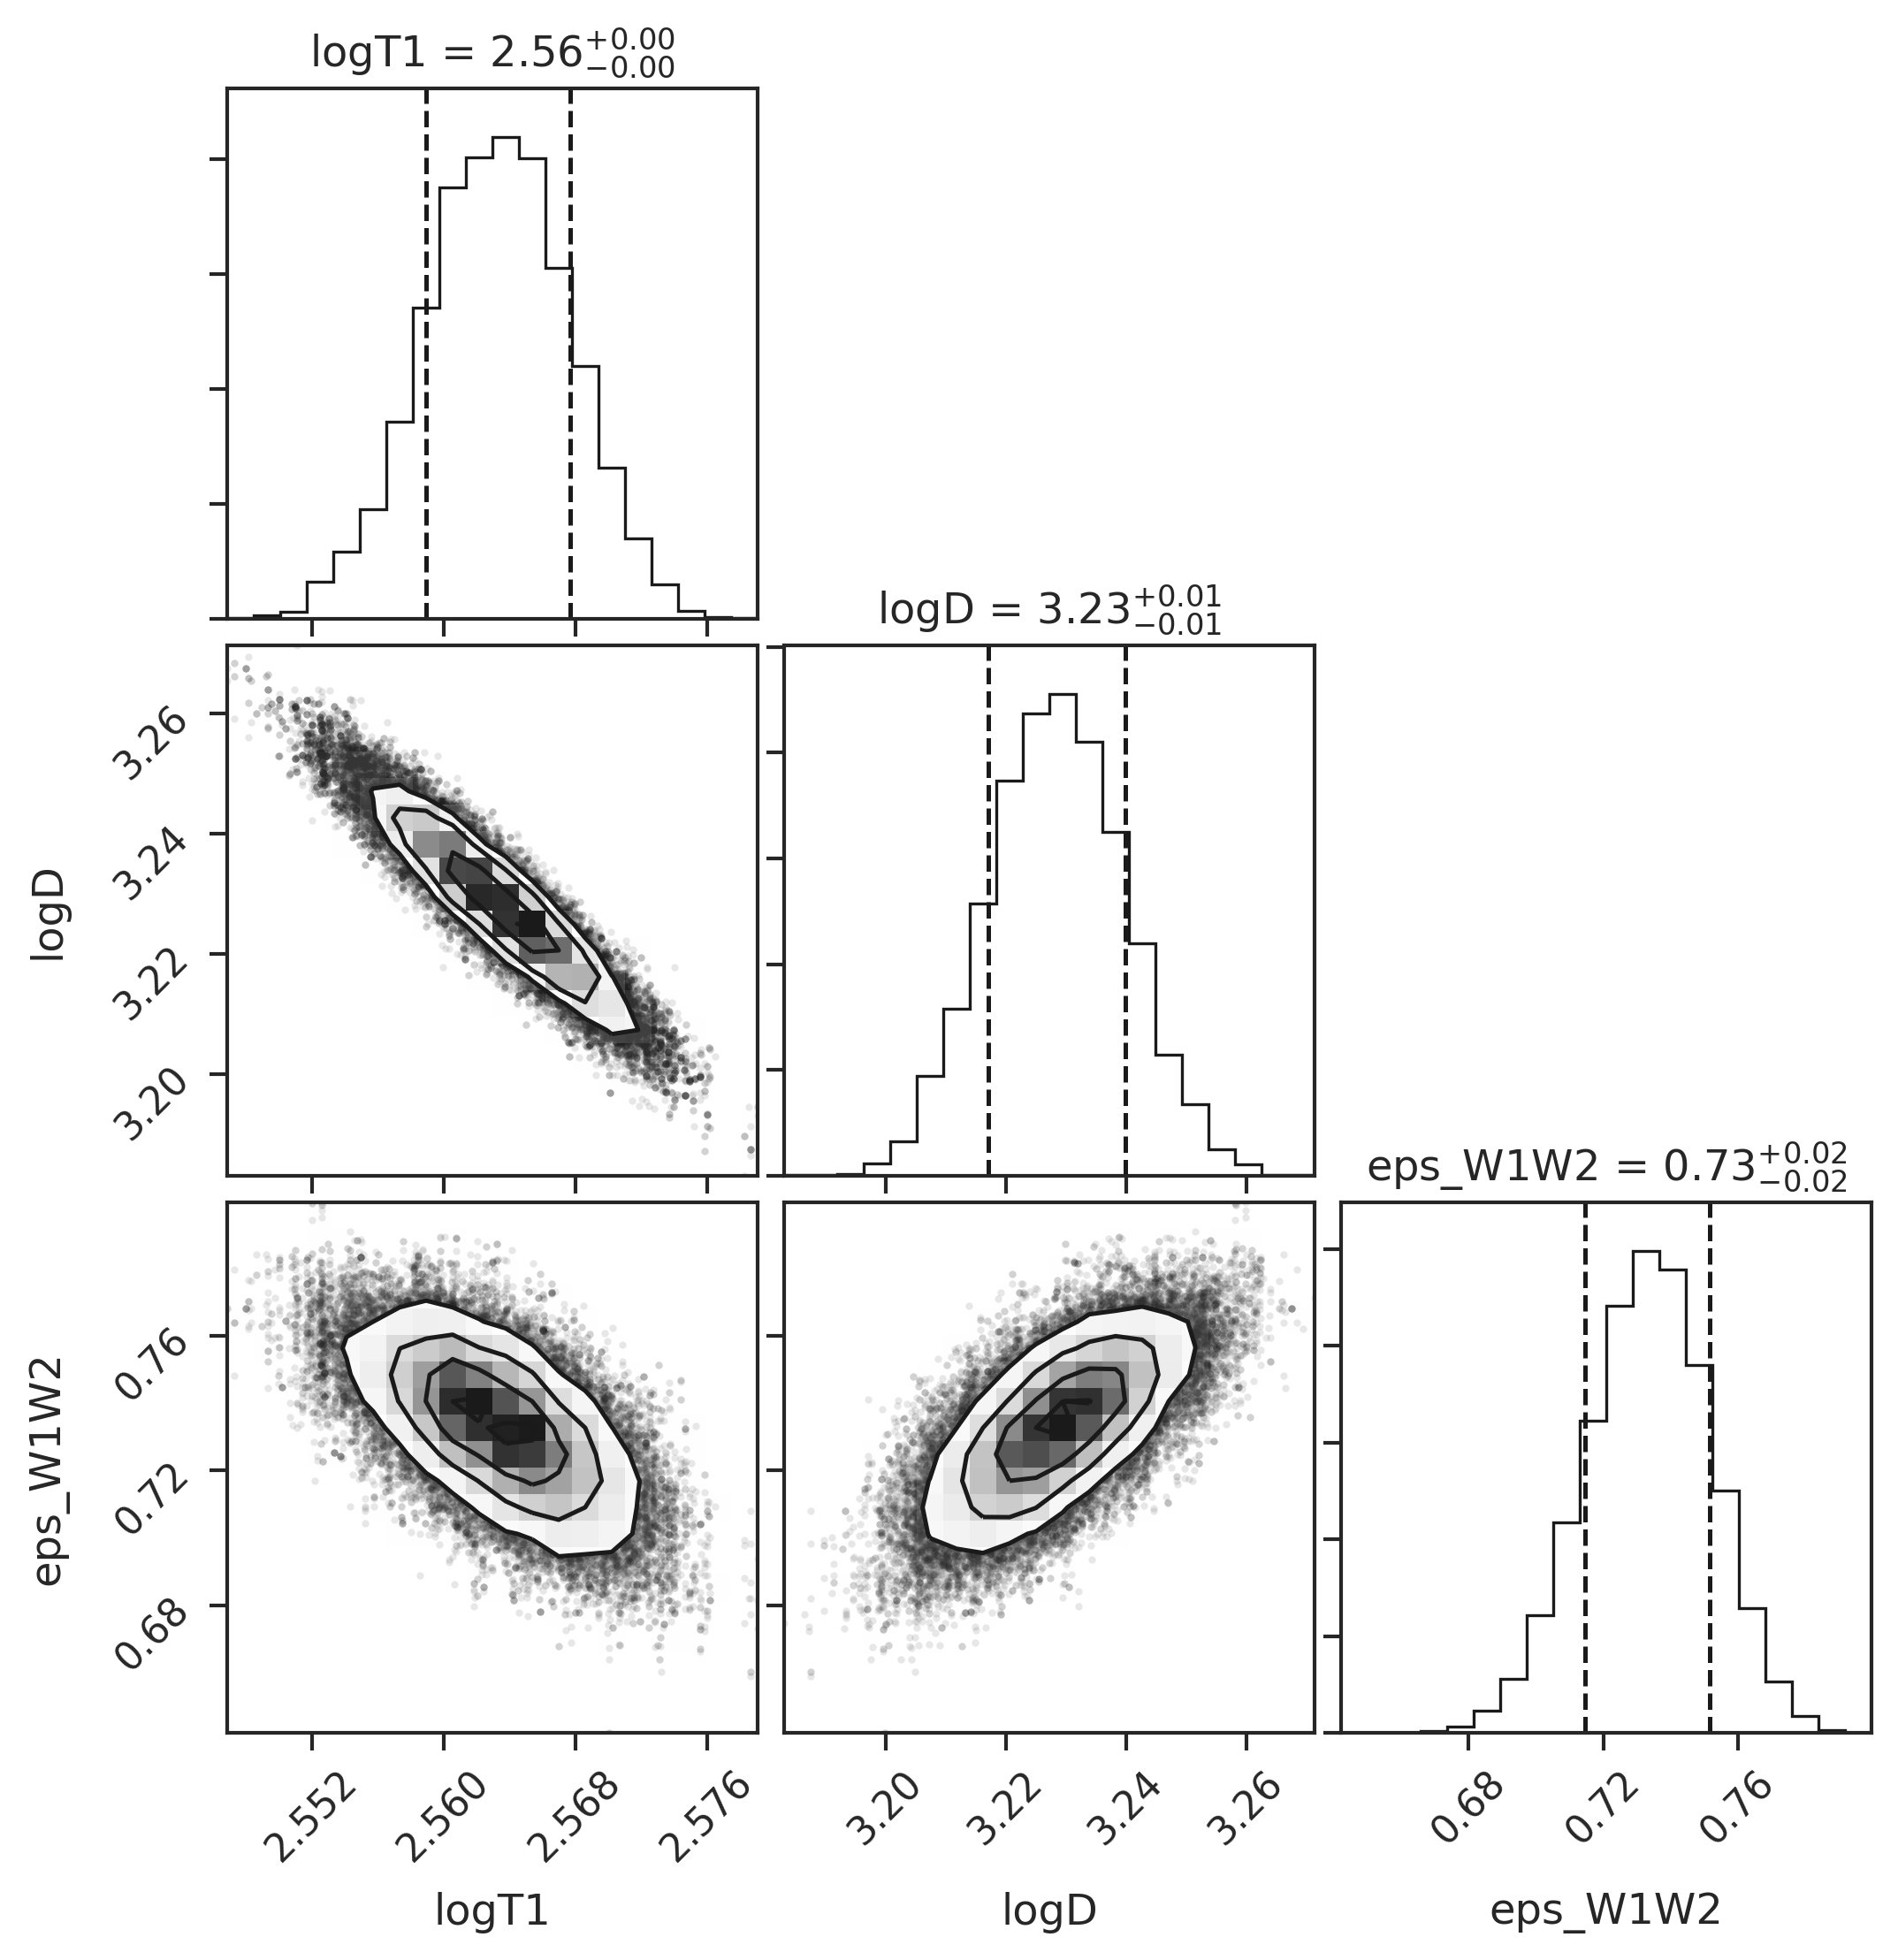 logT1 = 2.56+0.00 −0.00
logD = 3.23+0.01 −0.01
eps_W1W2 = 0.73+0.02 −0.02
logD
3.26
3.24
3.22
3.20
eps_W1W2
0.76
0.72
0.68
2.552 2.560 2.568 2.576
3.20 3.22 3.24 3.26
0.68 0.72 0.76
logT1
logD
eps_W1W2